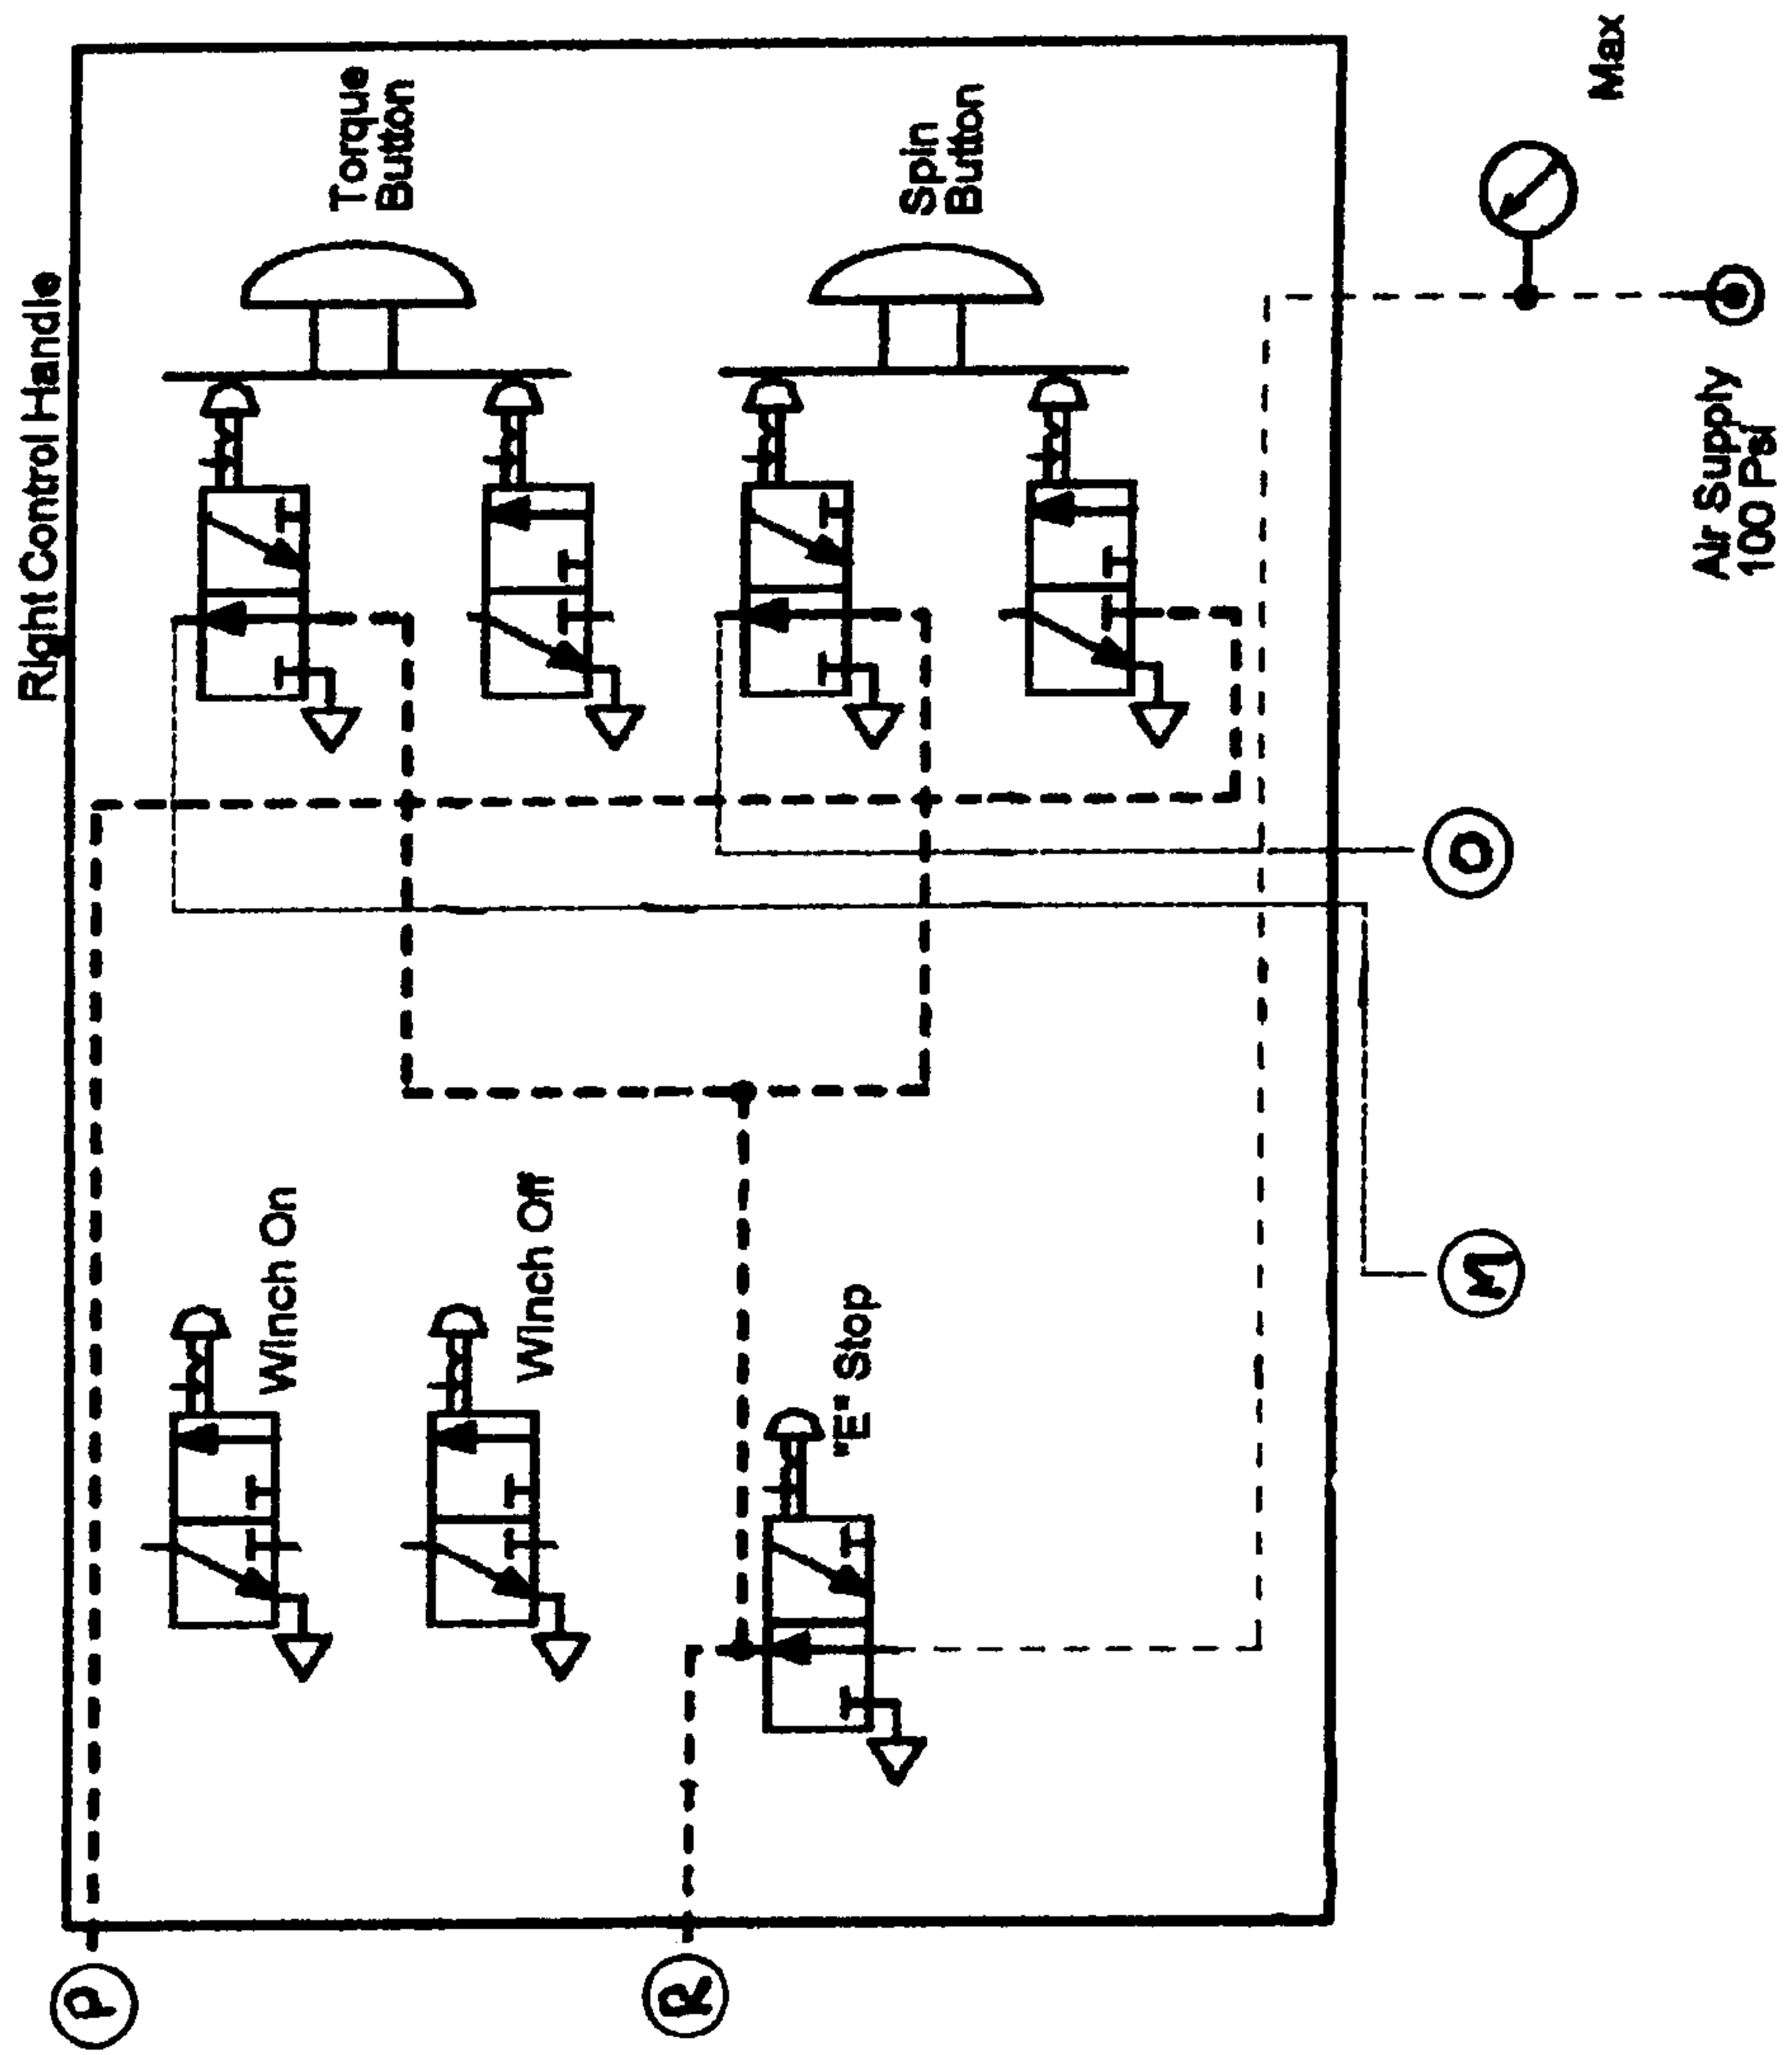 Right Control Handle
Torque
Button
Spin
Button
Winch On
Winch Off
"E" Stop
Max
Air Supply
100 Psi
P
R
O
M